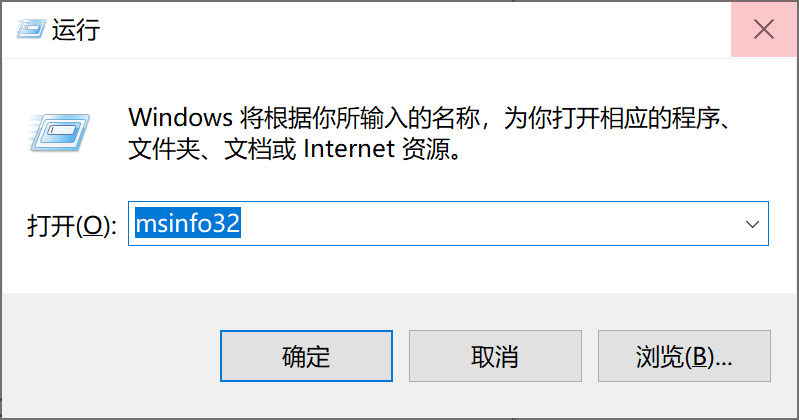 运行
Windows 将根据你所输入的名称，为你打开相应的程序、
文件夹、文档或 Internet 资源。
打开(O): msinfo32
确定 取消 浏览(B)...